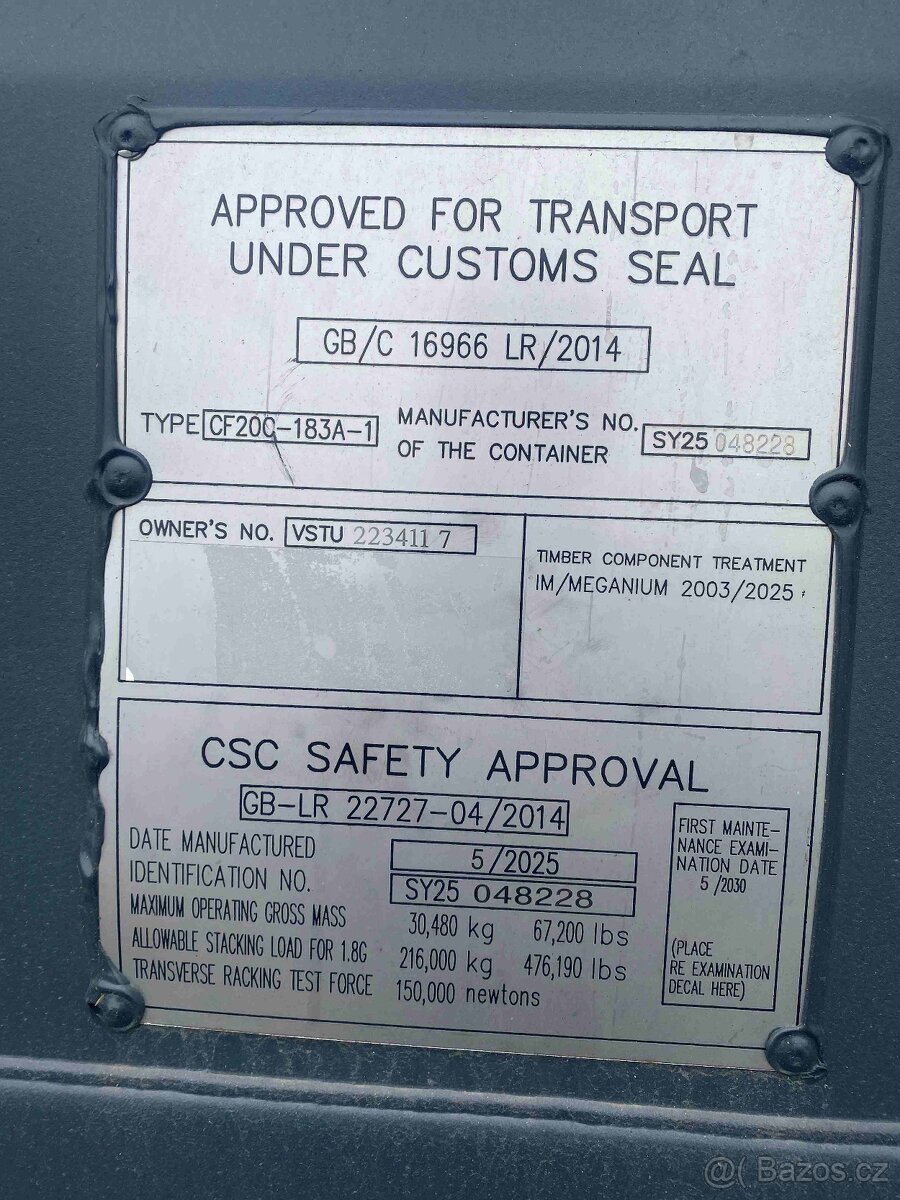 APPROVED FOR TRANSPORT
UNDER CUSTOMS SEAL
GB/C 16966 LR/2014
TYPE CF20C-183A-1
MANUFACTURER'S NO.
OF THE CONTAINER
SY25 048228
OWNER'S NO. VSTU 223411 7
TIMBER COMPONENT TREATMENT
IM/MEGANIUM 2003/2025
CSC SAFETY APPROVAL
GB-LR 22727-04/2014
DATE MANUFACTURED 5/2025
IDENTIFICATION NO. SY25 048228
MAXIMUM OPERATING GROSS MASS 30,480 kg 67,200 lbs
ALLOWABLE STACKING LOAD FOR 1.8G 216,000 kg 476,190 lbs
TRANSVERSE RACKING TEST FORCE 150,000 newtons
FIRST MAINTE-
NANCE EXAMI-
NATION DATE
5 /2030
(PLACE
RE EXAMINATION
DECAL HERE)
@( Bazos.cz